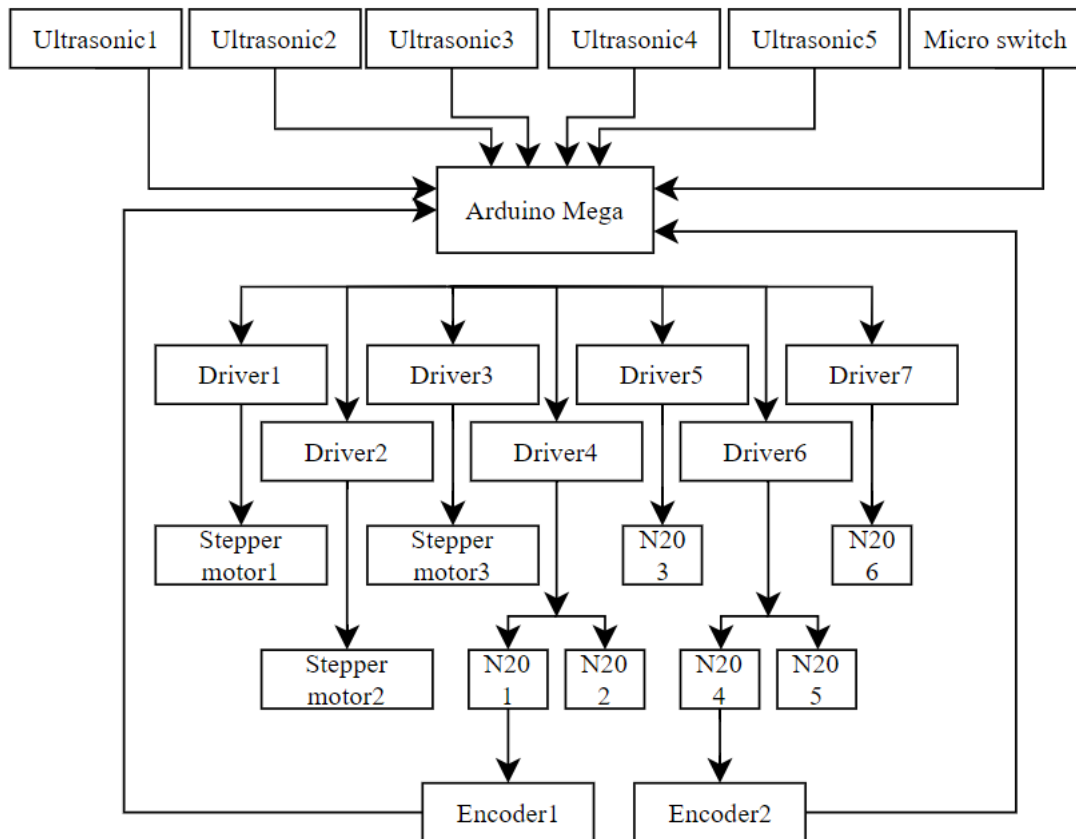 Ultrasonic1
Ultrasonic2
Ultrasonic3
Ultrasonic4
Ultrasonic5
Micro switch
Arduino Mega
Driver1
Driver3
Driver5
Driver7
Driver2
Driver4
Driver6
Stepper
motor1
Stepper
motor3
N20
3
N20
6
Stepper
motor2
N20
1
N20
2
N20
4
N20
5
Encoder1
Encoder2